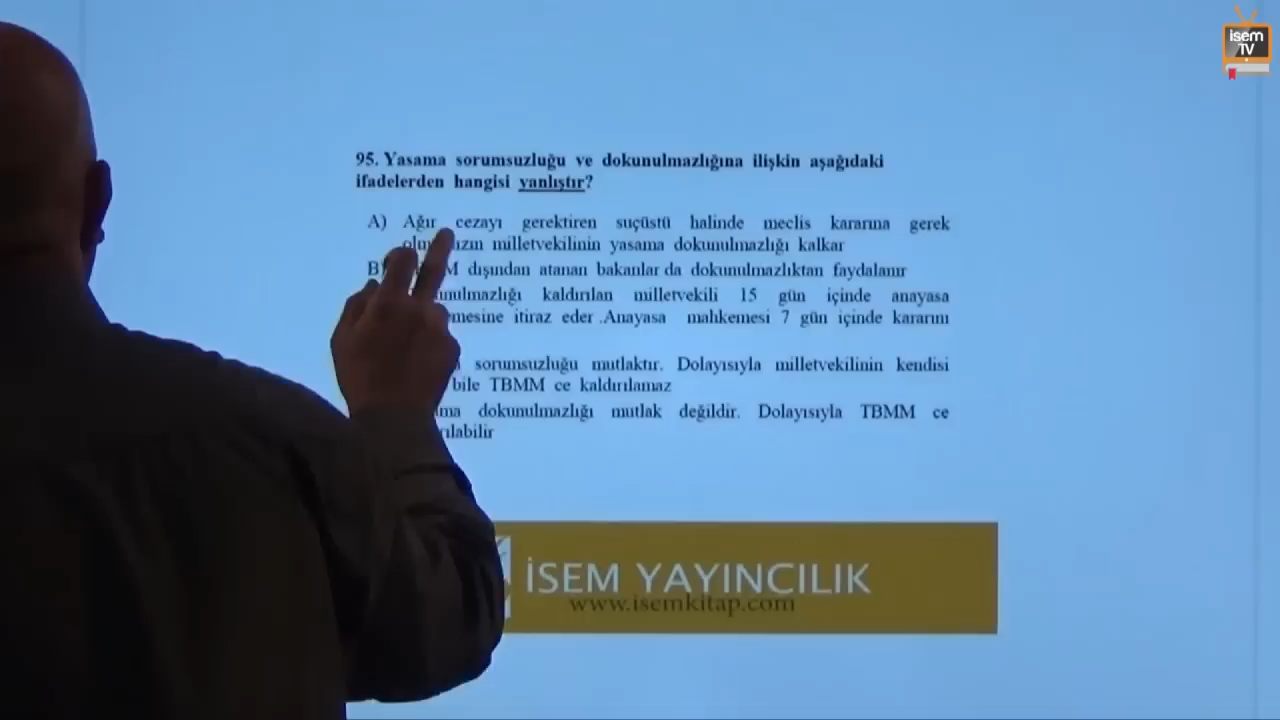 isem
TV
95. Yasama sorumsuzluğu ve dokunulmazlığına ilişkin aşağıdaki
ifadelerden hangisi yanlıştır?
A) Ağır cezayı gerektiren suçüstü halinde meclis kararına gerek
milletvekilinin yasama dokunulmazlığı kalkar
B) dışından atanan bakanlar da dokunulmazlıktan faydalanır
kaldırılan milletvekili 15 gün içinde anayasa
itiraz eder .Anayasa mahkemesi 7 gün içinde kararını
sorumsuzluğu mutlaktır. Dolayısıyla milletvekilinin kendisi
bile TBMM ce kaldırılamaz
dokunulmazlığı mutlak değildir. Dolayısıyla TBMM ce
İSEM YAYINCILIK
www.isemkitap.com